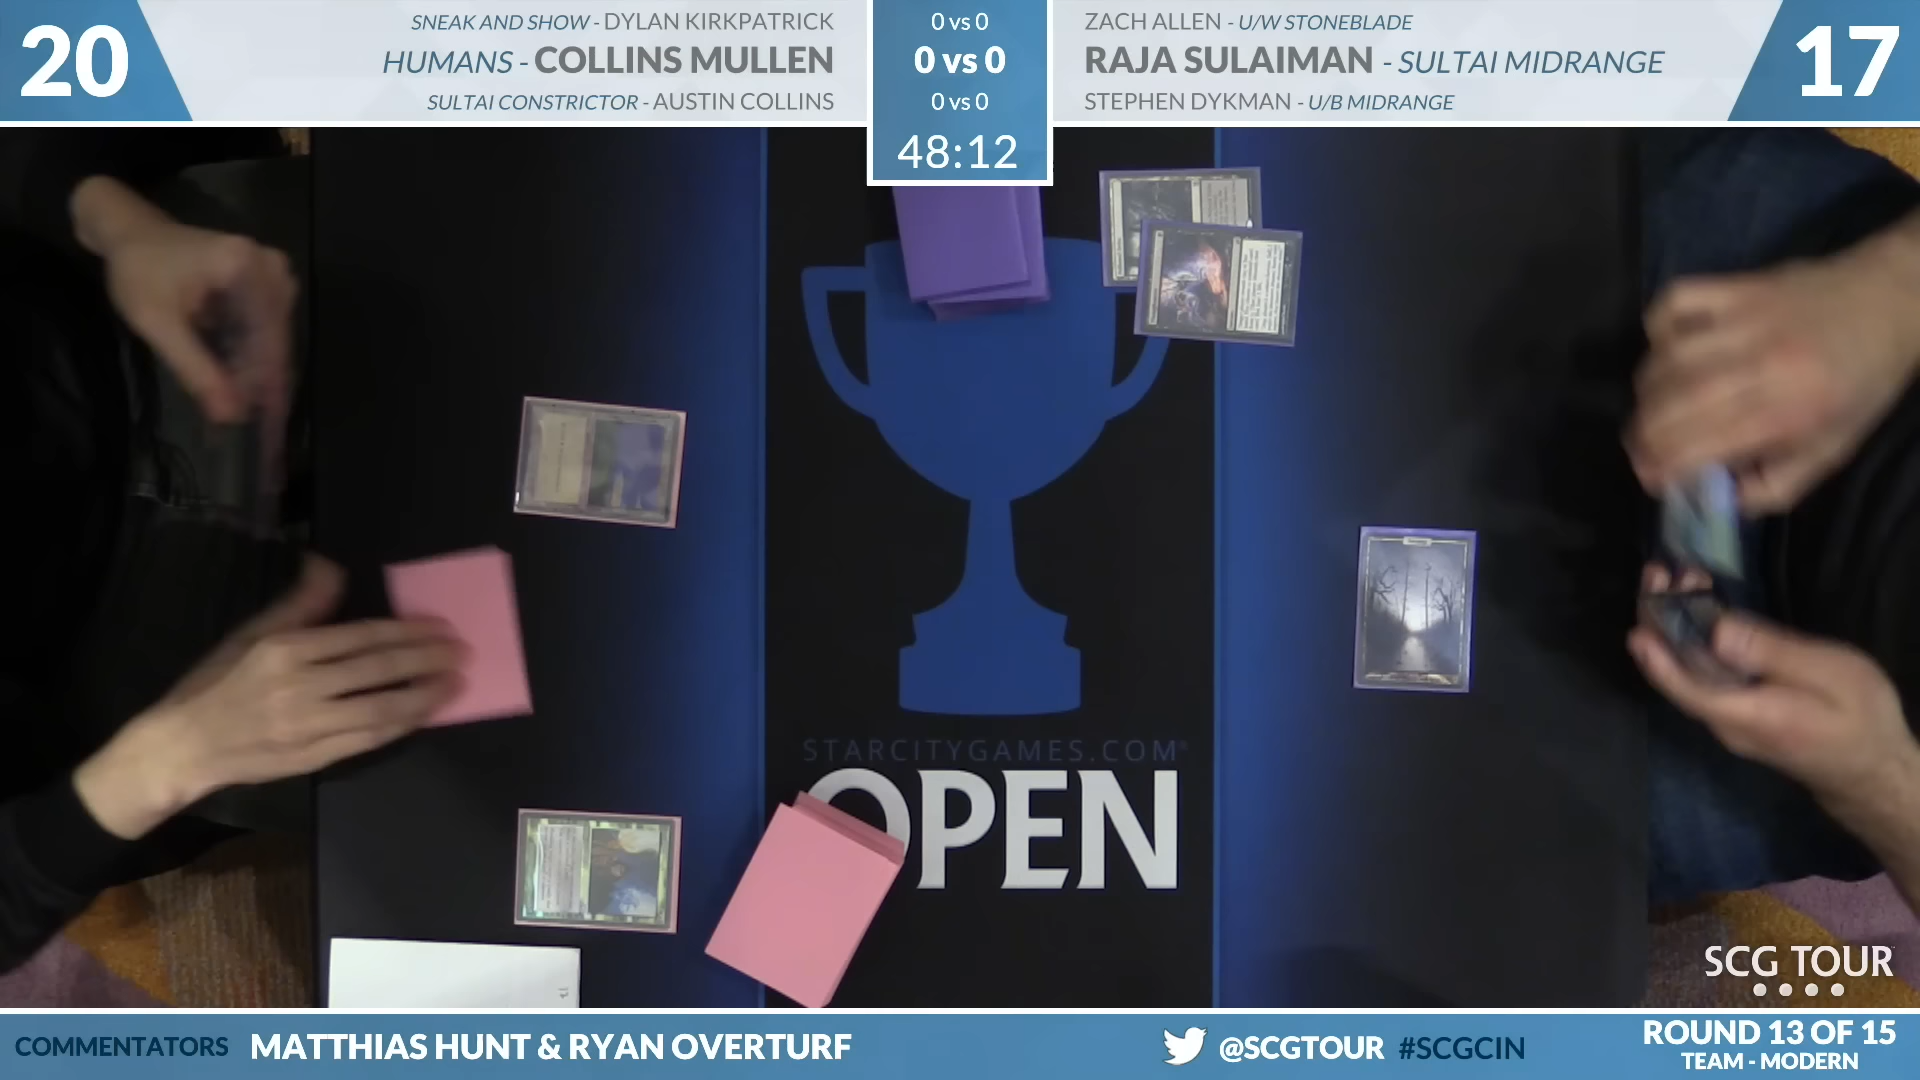 20
SNEAK AND SHOW - DYLAN KIRKPATRICK
HUMANS - COLLINS MULLEN
SULTAI CONSTRICTOR - AUSTIN COLLINS
0 vs 0
0 vs 0
0 vs 0
48:12
ZACH ALLEN - U/W STONEBLADE
RAJA SULAIMAN - SULTAI MIDRANGE
STEPHEN DYKMAN - U/B MIDRANGE
17
STARCITYGAMES.COM®
OPEN
SCG TOUR
COMMENTATORS MATTHIAS HUNT & RYAN OVERTURF
@SCGTOUR #SCGCIN
ROUND 13 OF 15
TEAM - MODERN